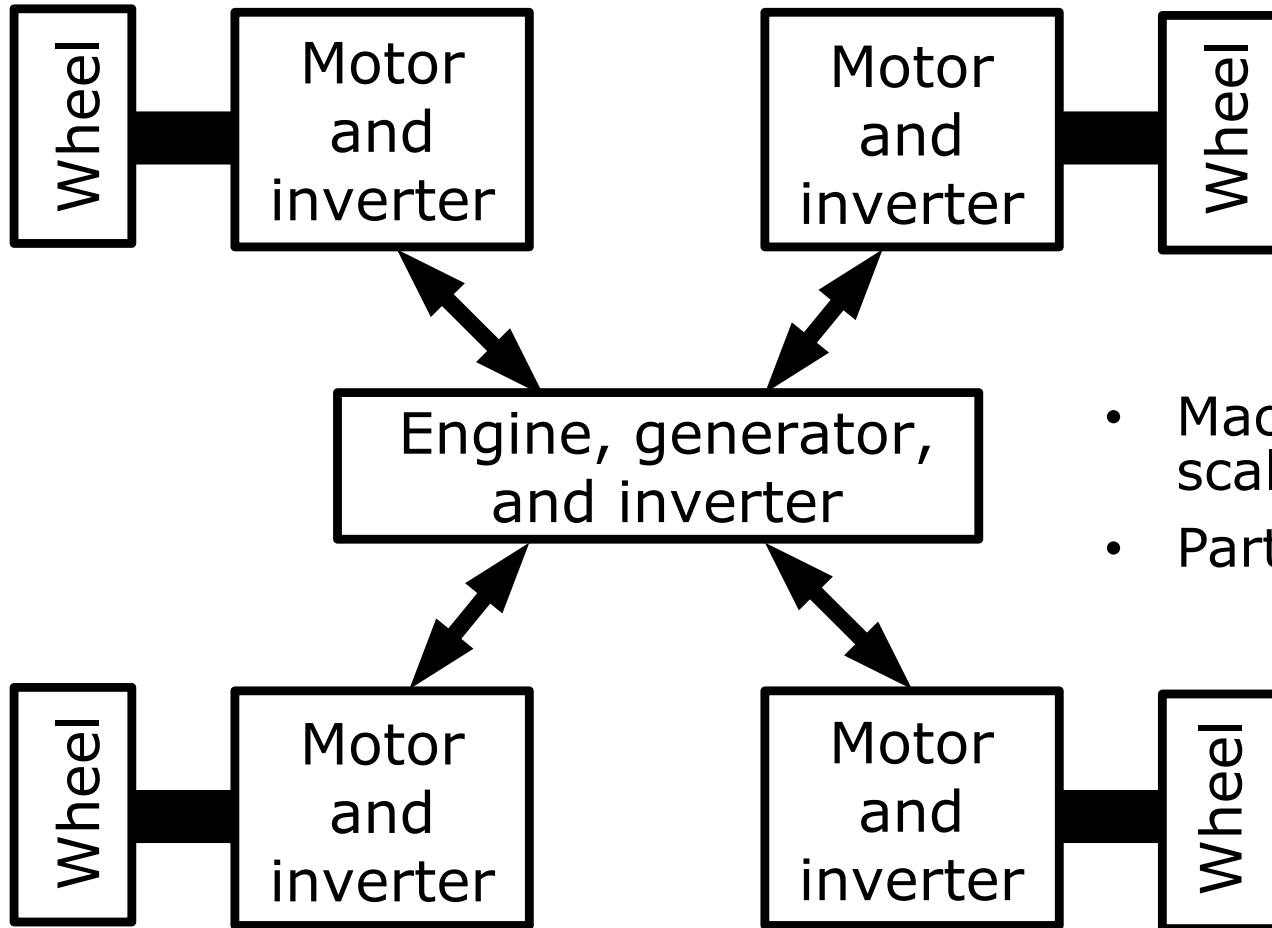 Wheel
Motor
and
inverter
Motor
and
inverter
Wheel
Engine, generator,
and inverter
•
•
Wheel
Motor
and
inverter
Motor
and
inverter
Wheel